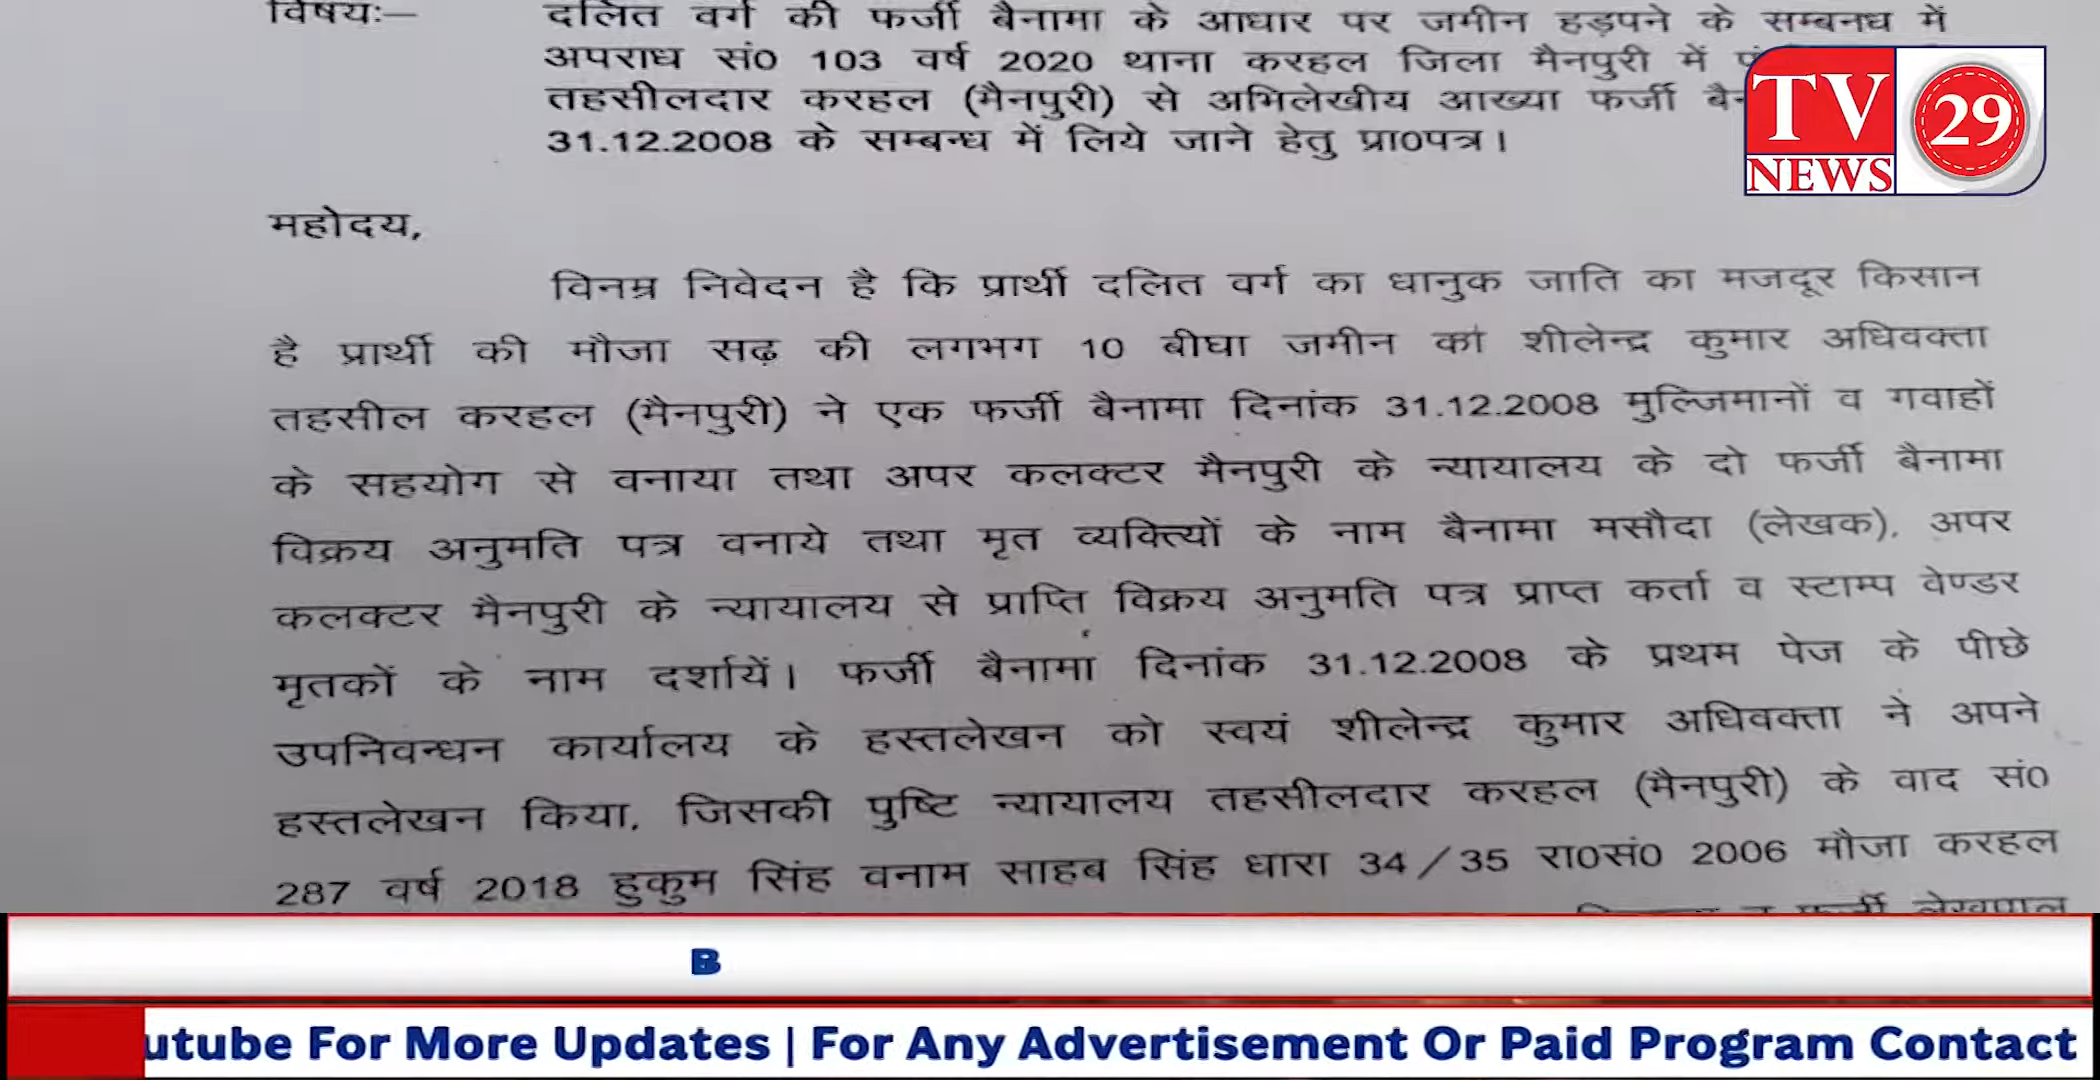 विषयः—
दलित वर्ग की फर्जी बैनामा के आधार पर जमीन हड़पने के सम्बनध में
अपराध सं0 103 वर्ष 2020 थाना करहल जिला मैनपुरी में
तहसीलदार करहल (मैनपुरी) से अभिलेखीय आख्या फर्जी
31.12.2008 के सम्बन्ध में लिये जाने हेतु प्रा0पत्र।
TV
29
NEWS
महोदय,
विनम्र निवेदन है कि प्रार्थी दलित वर्ग का धानुक जाति का मजदूर किसान
है प्रार्थी की मौजा सढ़ की लगभग 10 बीघा जमीन कां शीलेन्द्र कुमार अधिवक्ता
तहसील करहल (मैनपुरी) ने एक फर्जी बैनामा दिनांक 31.12.2008 मुल्जिमानों व गवाहों
के सहयोग से वनाया तथा अपर कलक्टर मैनपुरी के न्यायालय के दो फर्जी बैनामा
विक्रय अनुमति पत्र वनाये तथा मृत व्यक्तियों के नाम बैनामा मसौदा (लेखक), अपर
कलक्टर मैनपुरी के न्यायालय से प्राप्ति विक्रय अनुमति पत्र प्राप्त कर्ता व स्टाम्प वेण्डर
मृतकों के नाम दर्शायें। फर्जी बैनामा दिनांक 31.12.2008 के प्रथम पेज के पीछे
उपनिवन्धन कार्यालय के हस्तलेखन को स्वयं शीलेन्द्र कुमार अधिवक्ता ने अपने
हस्तलेखन किया, जिसकी पुष्टि न्यायालय तहसीलदार करहल (मैनपुरी) के वाद सं0
287 वर्ष 2018 हुकुम सिंह वनाम साहब सिंह धारा 34/35 रा0सं0 2006 मौजा करहल
फर्जी लेखपाल
B
utube For More Updates | For Any Advertisement Or Paid Program Contact